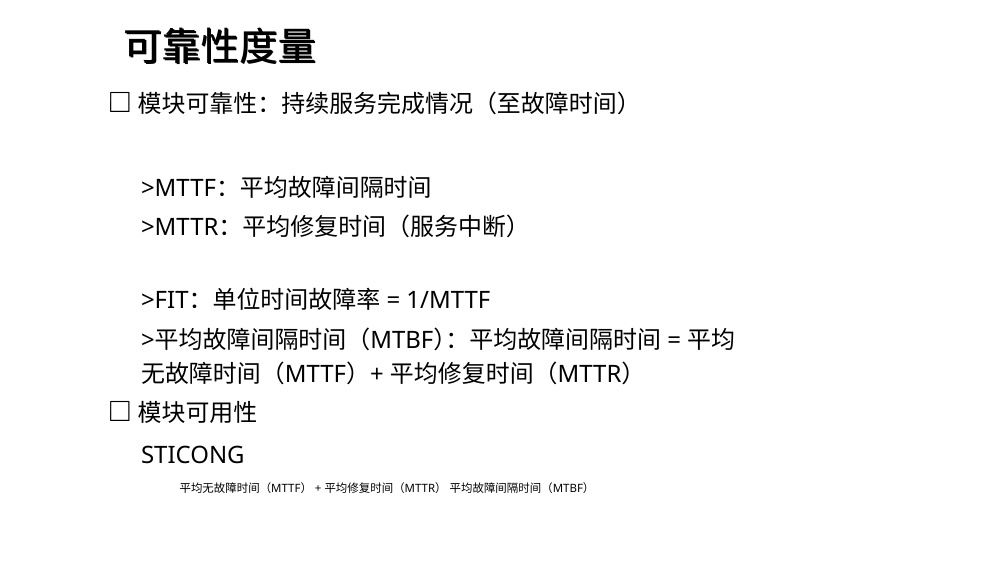 可靠性度量
□ 模块可靠性：持续服务完成情况（至故障时间）
>MTTF：平均故障间隔时间
>MTTR：平均修复时间（服务中断）
>FIT：单位时间故障率 = 1/MTTF
>平均故障间隔时间（MTBF）：平均故障间隔时间 = 平均
无故障时间（MTTF）+ 平均修复时间（MTTR）
□ 模块可用性
STICONG
平均无故障时间（MTTF） + 平均修复时间（MTTR） 平均故障间隔时间（MTBF）